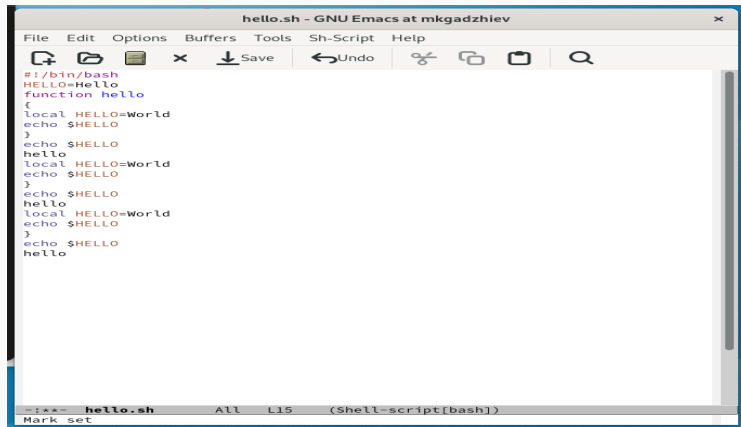 hello.sh - GNU Emacs at mkgadzhiev
File Edit Options Buffers Tools Sh-Script Help
Save Undo
#!/bin/bash
HELLO=Hello
function hello
{
local HELLO=World
echo $HELLO
}
echo $HELLO
hello
local HELLO=World
echo $HELLO
}
echo $HELLO
hello
local HELLO=World
echo $HELLO
}
echo $HELLO
hello
-:**- hello.sh All L15 (Shell-script[bash])
Mark set